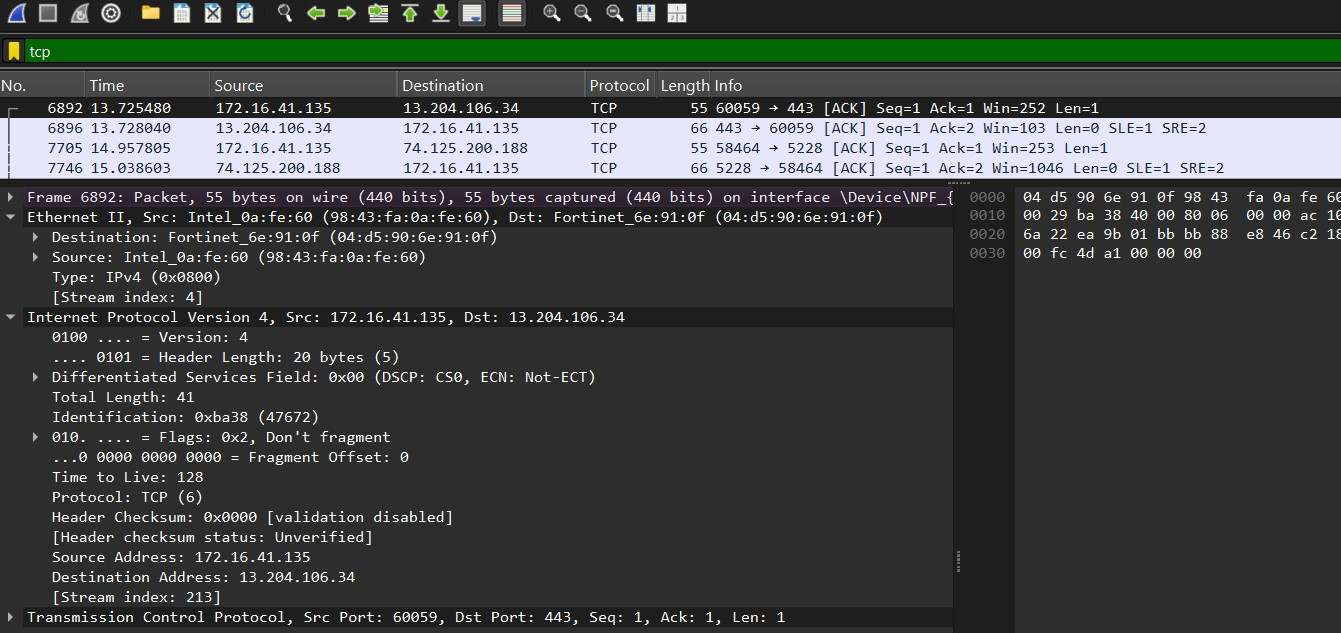 tcp
No. Time Source Destination Protocol Length Info
6892 13.725480 172.16.41.135 13.204.106.34 TCP 55 60059 → 443 [ACK] Seq=1 Ack=1 Win=252 Len=1
6896 13.728040 13.204.106.34 172.16.41.135 TCP 66 443 → 60059 [ACK] Seq=1 Ack=2 Win=103 Len=0 SLE=1 SRE=2
7705 14.957805 172.16.41.135 74.125.200.188 TCP 55 58464 → 5228 [ACK] Seq=1 Ack=1 Win=253 Len=1
7746 15.038603 74.125.200.188 172.16.41.135 TCP 66 5228 → 58464 [ACK] Seq=1 Ack=2 Win=1046 Len=0 SLE=1 SRE=2
Frame 6892: Packet, 55 bytes on wire (440 bits), 55 bytes captured (440 bits) on interface \Device\NPF_{
Ethernet II, Src: Intel_0a:fe:60 (98:43:fa:0a:fe:60), Dst: Fortinet_6e:91:0f (04:d5:90:6e:91:0f)
Destination: Fortinet_6e:91:0f (04:d5:90:6e:91:0f)
Source: Intel_0a:fe:60 (98:43:fa:0a:fe:60)
Type: IPv4 (0x0800)
[Stream index: 4]
Internet Protocol Version 4, Src: 172.16.41.135, Dst: 13.204.106.34
0100 .... = Version: 4
.... 0101 = Header Length: 20 bytes (5)
Differentiated Services Field: 0x00 (DSCP: CS0, ECN: Not-ECT)
Total Length: 41
Identification: 0xba38 (47672)
010. .... = Flags: 0x2, Don't fragment
...0 0000 0000 0000 = Fragment Offset: 0
Time to Live: 128
Protocol: TCP (6)
Header Checksum: 0x0000 [validation disabled]
[Header checksum status: Unverified]
Source Address: 172.16.41.135
Destination Address: 13.204.106.34
[Stream index: 213]
Transmission Control Protocol, Src Port: 60059, Dst Port: 443, Seq: 1, Ack: 1, Len: 1
0000 04 d5 90 6e 91 0f 98 43 fa 0a fe 60
0010 00 29 ba 38 40 00 80 06 00 00 ac 10
0020 6a 22 ea 9b 01 bb bb 88 e8 46 c2 18
0030 00 fc 4d a1 00 00 00